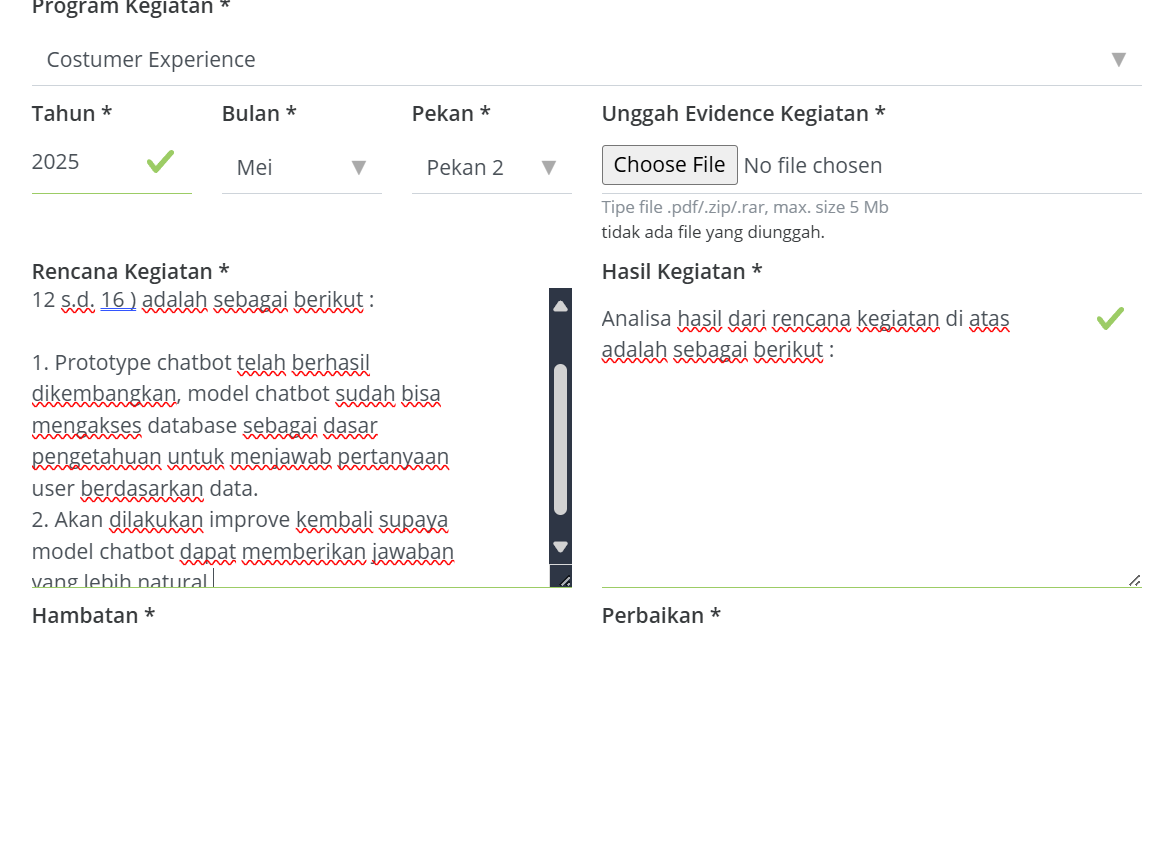 Program Kegiatan *
Costumer Experience
Tahun *
Bulan *
Pekan *
Unggah Evidence Kegiatan *
2025
Mei
Pekan 2
Choose File No file chosen
Tipe file .pdf/.zip/.rar, max. size 5 Mb
tidak ada file yang diunggah.
Rencana Kegiatan *
12 s.d. 16 ) adalah sebagai berikut :
1. Prototype chatbot telah berhasil
dikembangkan, model chatbot sudah bisa
mengakses database sebagai dasar
pengetahuan untuk menjawab pertanyaan
user berdasarkan data.
2. Akan dilakukan improve kembali supaya
model chatbot dapat memberikan jawaban
yang lebih natural.
Hasil Kegiatan *
Analisa hasil dari rencana kegiatan di atas
adalah sebagai berikut :
Hambatan *
Perbaikan *